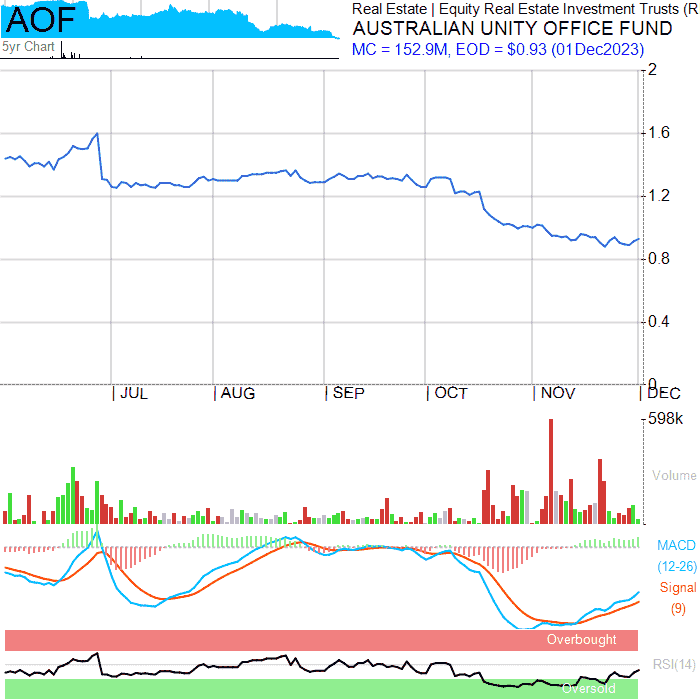 AOF
5yr Chart
Real Estate | Equity Real Estate Investment Trusts (R
AUSTRALIAN UNITY OFFICE FUND
MC = 152.9M, EOD = $0.93 (01Dec2023)
2
1.6
1.2
0.8
0.4
0
JUL AUG SEP OCT NOV DEC
598k
Volume
MACD
(12-26)
Signal
(9)
Overbought
RSI(14)
Oversold